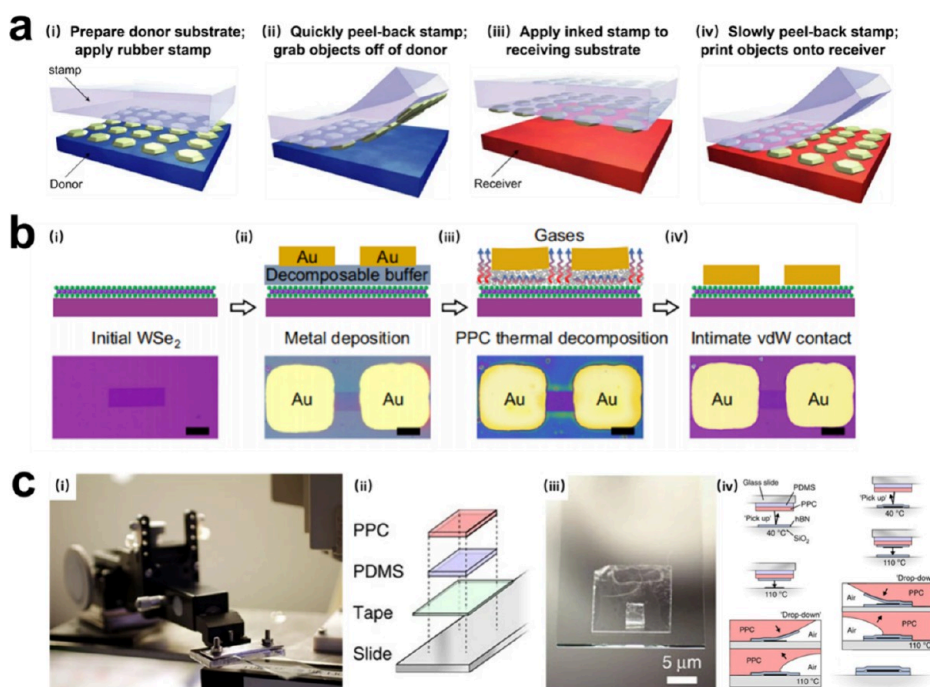 a
(i) Prepare donor substrate;
apply rubber stamp
(ii) Quickly peel-back stamp;
grab objects off of donor
(iii) Apply inked stamp to
receiving substrate
(iv) Slowly peel-back stamp;
print objects onto receiver
stamp
Donor
Receiver
b
(i)
(ii)
(iii)
(iv)
Au
Au
Decomposable buffer
Gases
Initial WSe₂
Metal deposition
PPC thermal decomposition
Intimate vdW contact
Au
Au
Au
Au
Au
Au
c
(i)
(ii)
PPC
PDMS
Tape
Slide
(iii)
5 μm
(iv)
Glass slide
PDMS
PPC
'Pick up'
hBN
40 °C
SiO₂
110 °C
'Drop-down'
PPC
Air
PPC
Air
110 °C
'Pick up'
40 °C
110 °C
'Drop-down'
Air
PPC
Air
PPC
110 °C